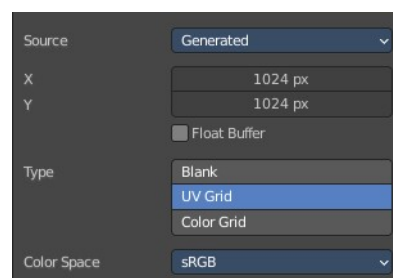 Source Generated
X 1024 px
Y 1024 px
Float Buffer
Type Blank
UV Grid
Color Grid
Color Space sRGB